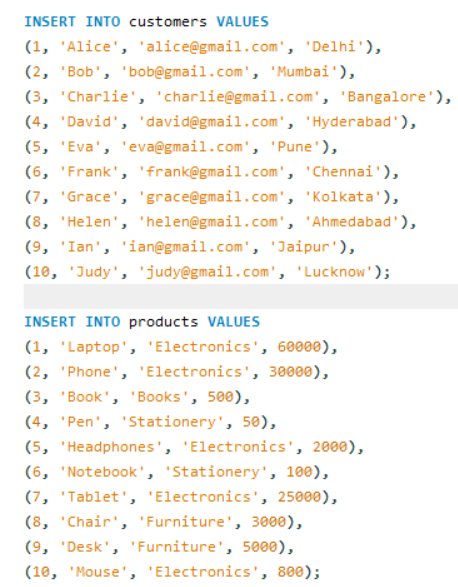 INSERT INTO customers VALUES
(1, 'Alice', 'alice@gmail.com', 'Delhi'),
(2, 'Bob', 'bob@gmail.com', 'Mumbai'),
(3, 'Charlie', 'charlie@gmail.com', 'Bangalore'),
(4, 'David', 'david@gmail.com', 'Hyderabad'),
(5, 'Eva', 'eva@gmail.com', 'Pune'),
(6, 'Frank', 'frank@gmail.com', 'Chennai'),
(7, 'Grace', 'grace@gmail.com', 'Kolkata'),
(8, 'Helen', 'helen@gmail.com', 'Ahmedabad'),
(9, 'Ian', 'ian@gmail.com', 'Jaipur'),
(10, 'Judy', 'judy@gmail.com', 'Lucknow');
INSERT INTO products VALUES
(1, 'Laptop', 'Electronics', 60000),
(2, 'Phone', 'Electronics', 30000),
(3, 'Book', 'Books', 500),
(4, 'Pen', 'Stationery', 50),
(5, 'Headphones', 'Electronics', 2000),
(6, 'Notebook', 'Stationery', 100),
(7, 'Tablet', 'Electronics', 25000),
(8, 'Chair', 'Furniture', 3000),
(9, 'Desk', 'Furniture', 5000),
(10, 'Mouse', 'Electronics', 800);